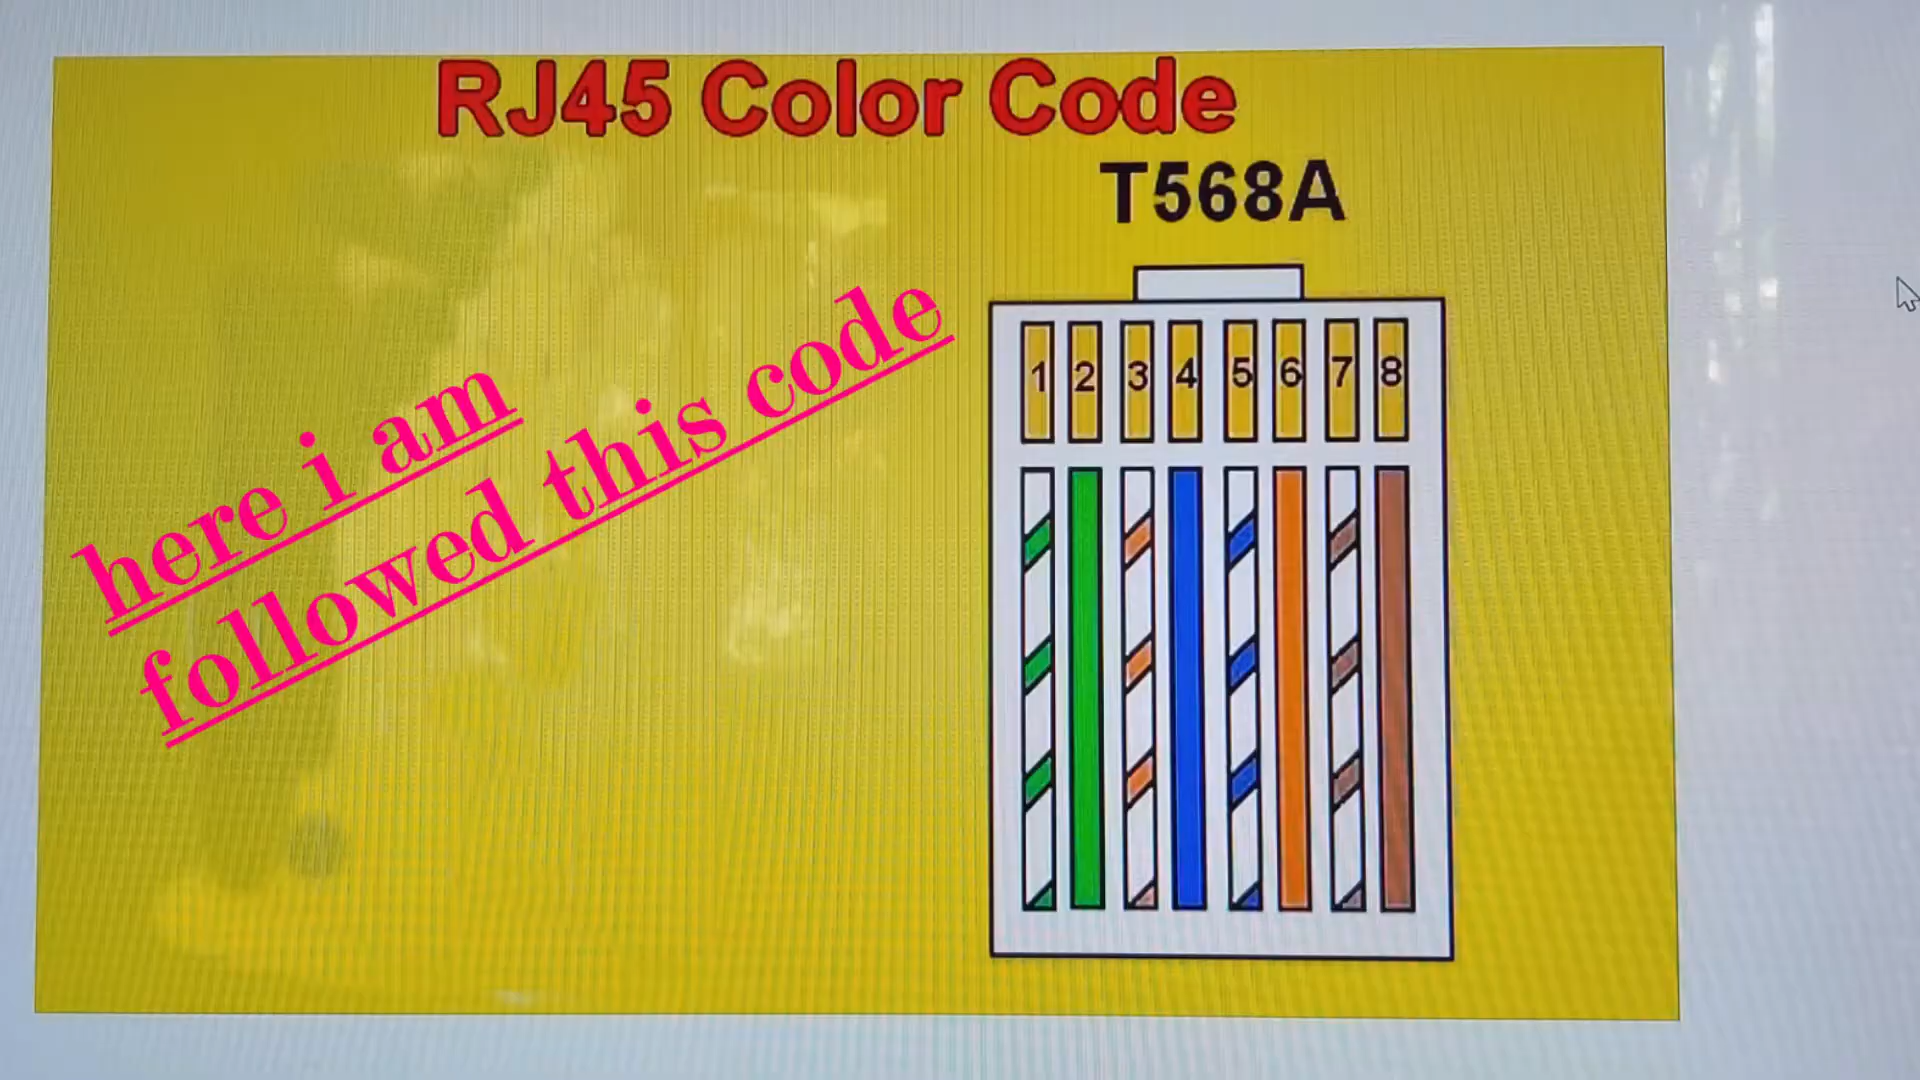 RJ45 Color Code
T568A
here i am
followed this code
1 2 3 4 5 6 7 8